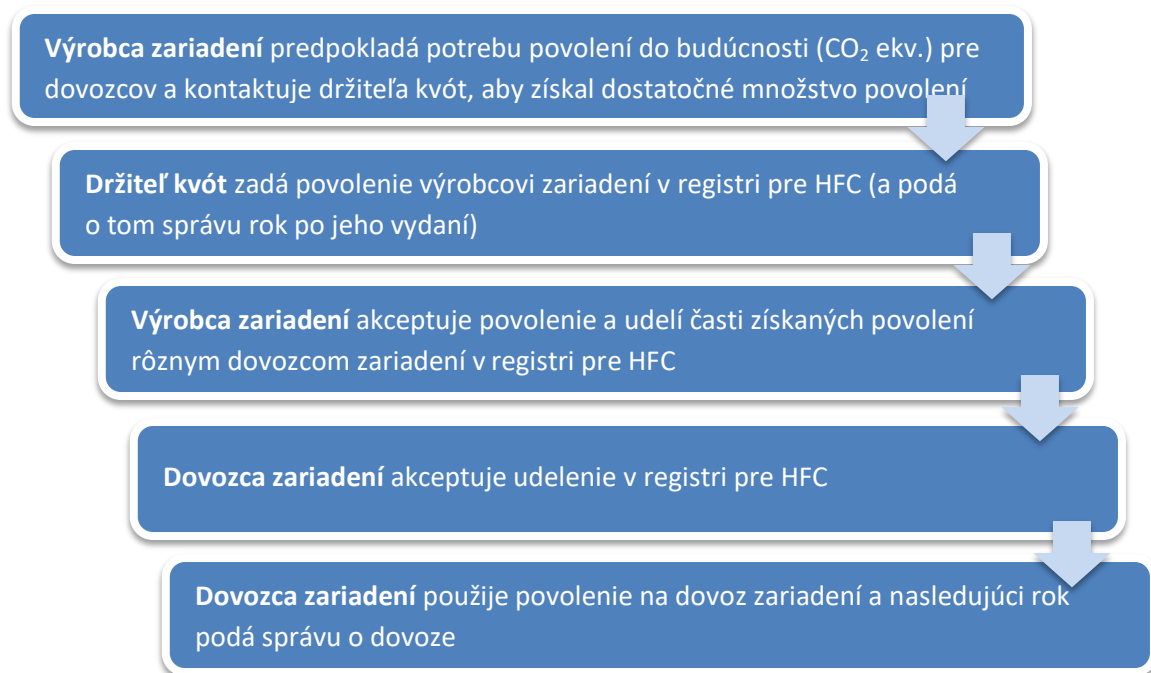 Výrobca zariadení predpokladá potrebu povolení do budúcnosti (CO₂ ekv.) pre
dovozcov a kontaktuje držiteľa kvót, aby získal dostatočné množstvo povolení
Držiteľ kvót zadá povolenie výrobcovi zariadení v registri pre HFC (a podá
o tom správu rok po jeho vydaní)
Výrobca zariadení akceptuje povolenie a udelí časti získaných povolení
rôznym dovozcom zariadení v registri pre HFC
Dovozca zariadení akceptuje udelenie v registri pre HFC
Dovozca zariadení použije povolenie na dovoz zariadení a nasledujúci rok
podá správu o dovoze